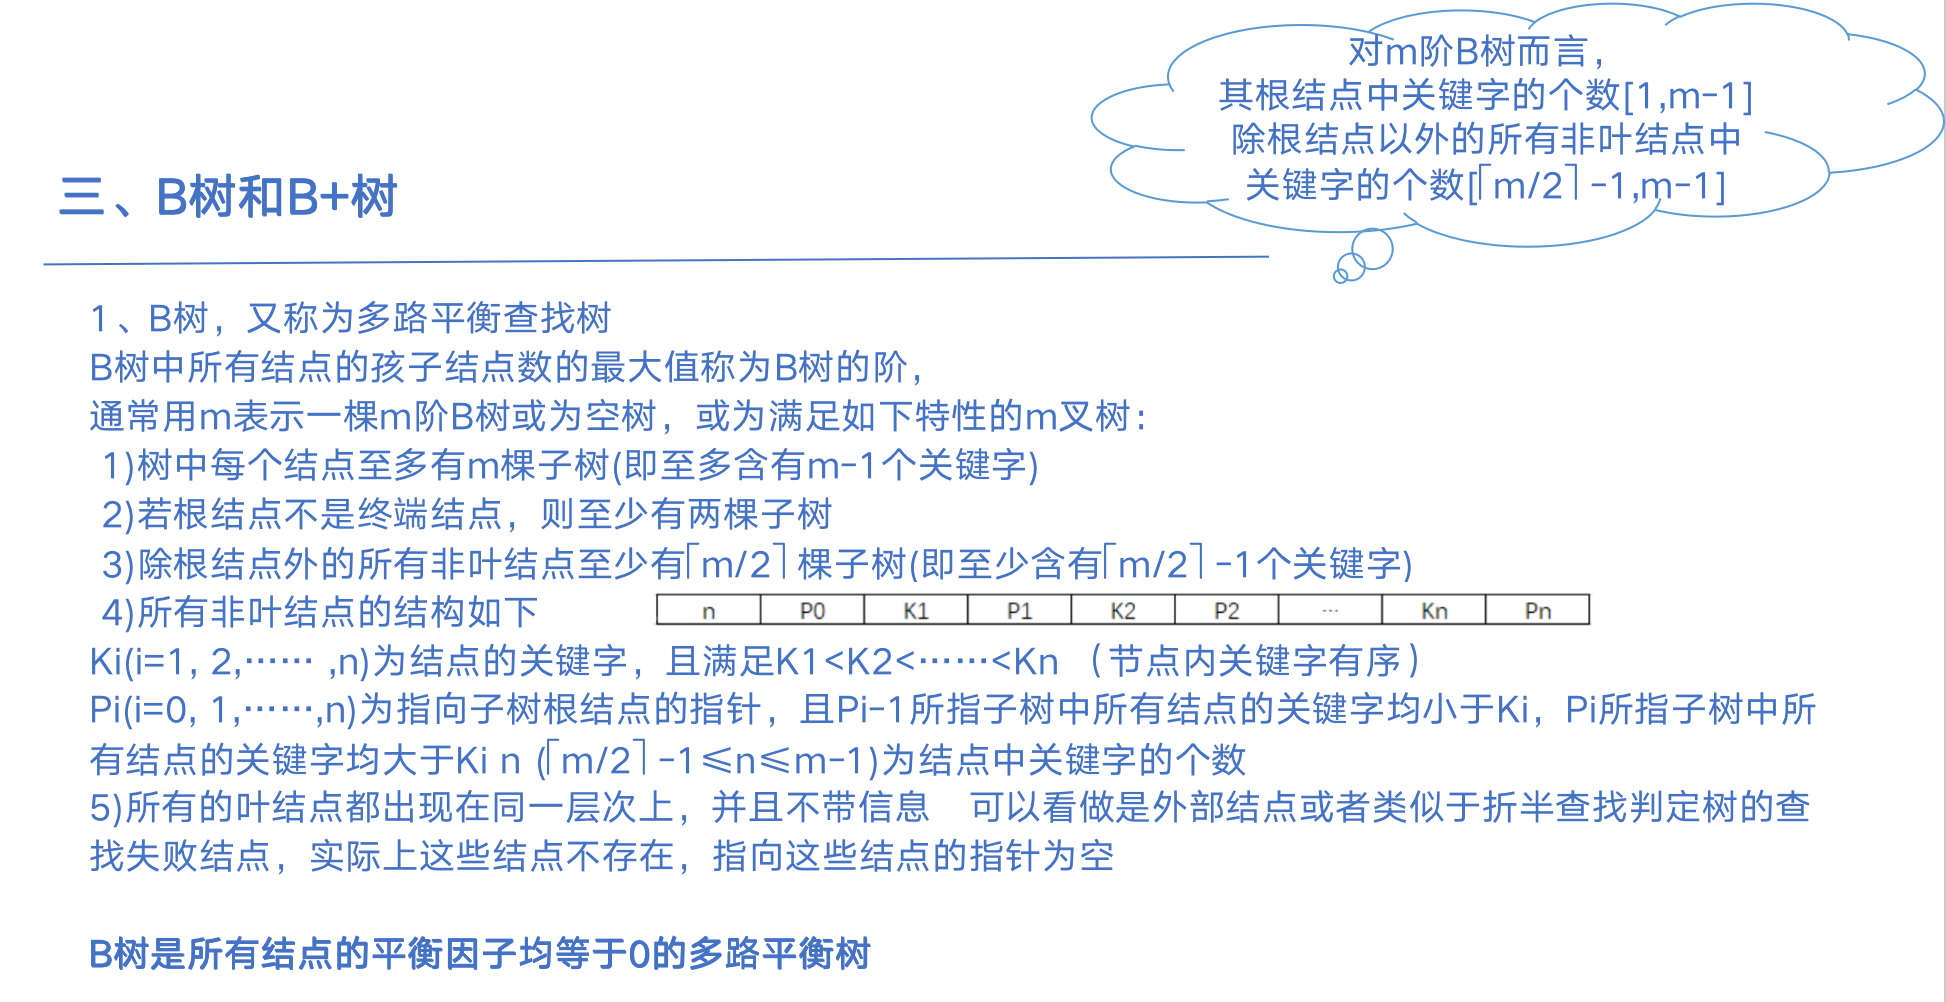 对m阶B树而言，
其根结点中关键字的个数[1,m-1]
除根结点以外的所有非叶结点中
关键字的个数[⌈m/2⌉-1,m-1]
三、B树和B+树
1、B树，又称为多路平衡查找树
B树中所有结点的孩子结点数的最大值称为B树的阶，
通常用m表示一棵m阶B树或为空树，或为满足如下特性的m叉树：
1)树中每个结点至多有m棵子树(即至多含有m-1个关键字)
2)若根结点不是终端结点，则至少有两棵子树
3)除根结点外的所有非叶结点至少有⌈m/2⌉棵子树(即至少含有⌈m/2⌉-1个关键字)
4)所有非叶结点的结构如下
n P0 K1 P1 K2 P2 … Kn Pn
Ki(i=1, 2,…… ,n)为结点的关键字，且满足K1<K2<……<Kn （节点内关键字有序）
Pi(i=0, 1,……,n)为指向子树根结点的指针，且Pi-1所指子树中所有结点的关键字均小于Ki，Pi所指子树中所
有结点的关键字均大于Ki n (⌈m/2⌉-1≤n≤m-1)为结点中关键字的个数
5)所有的叶结点都出现在同一层次上，并且不带信息 可以看做是外部结点或者类似于折半查找判定树的查
找失败结点，实际上这些结点不存在，指向这些结点的指针为空
B树是所有结点的平衡因子均等于0的多路平衡树